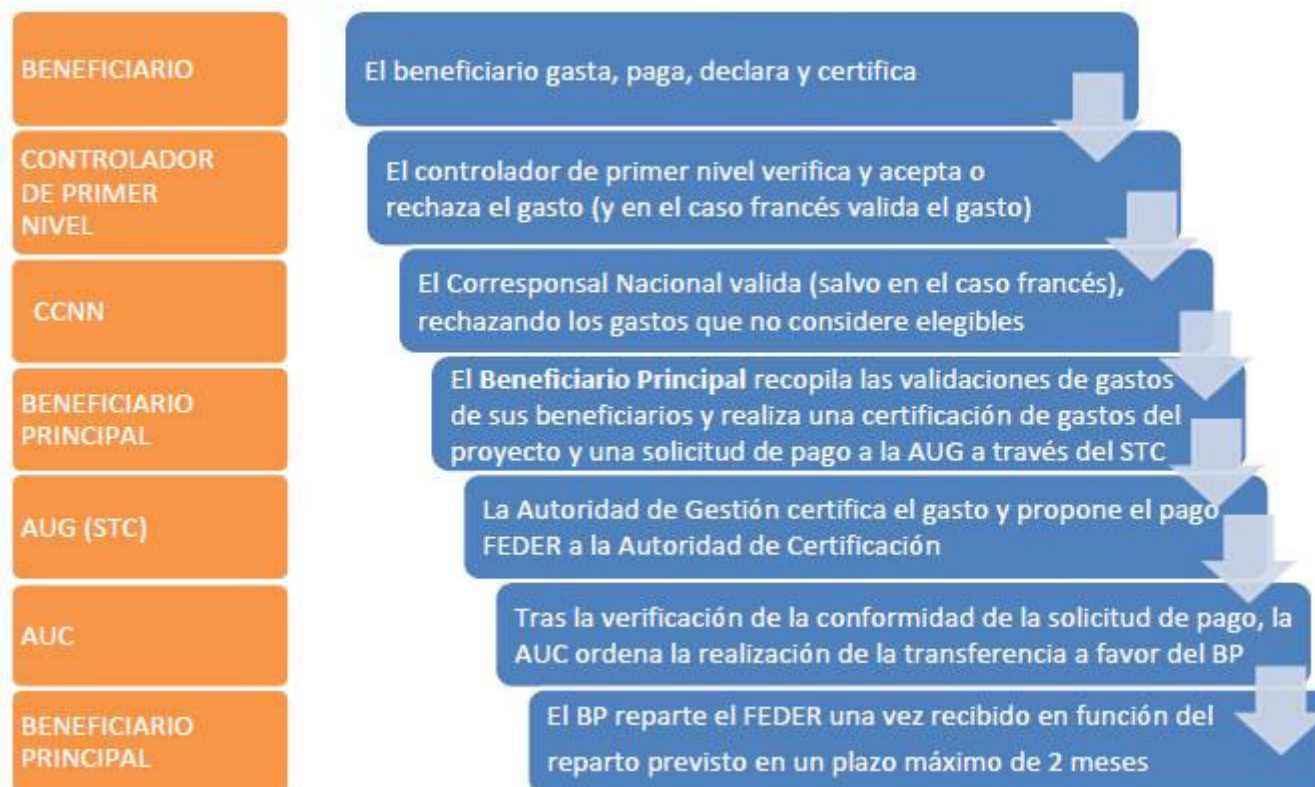 BENEFICIARIO
El beneficiario gasta, paga, declara y certifica
CONTROLADOR
DE PRIMER
NIVEL
El controlador de primer nivel verifica y acepta o
rechaza el gasto (y en el caso francés valida el gasto)
CCNN
El Corresponsal Nacional valida (salvo en el caso francés),
rechazando los gastos que no considere elegibles
BENEFICIARIO
PRINCIPAL
El Beneficiario Principal recopila las validaciones de gastos
de sus beneficiarios y realiza una certificación de gastos del
proyecto y una solicitud de pago a la AUG a través del STC
AUG (STC)
La Autoridad de Gestión certifica el gasto y propone el pago
FEDER a la Autoridad de Certificación
AUC
Tras la verificación de la conformidad de la solicitud de pago, la
AUC ordena la realización de la transferencia a favor del BP
BENEFICIARIO
PRINCIPAL
El BP reparte el FEDER una vez recibido en función del
reparto previsto en un plazo máximo de 2 meses